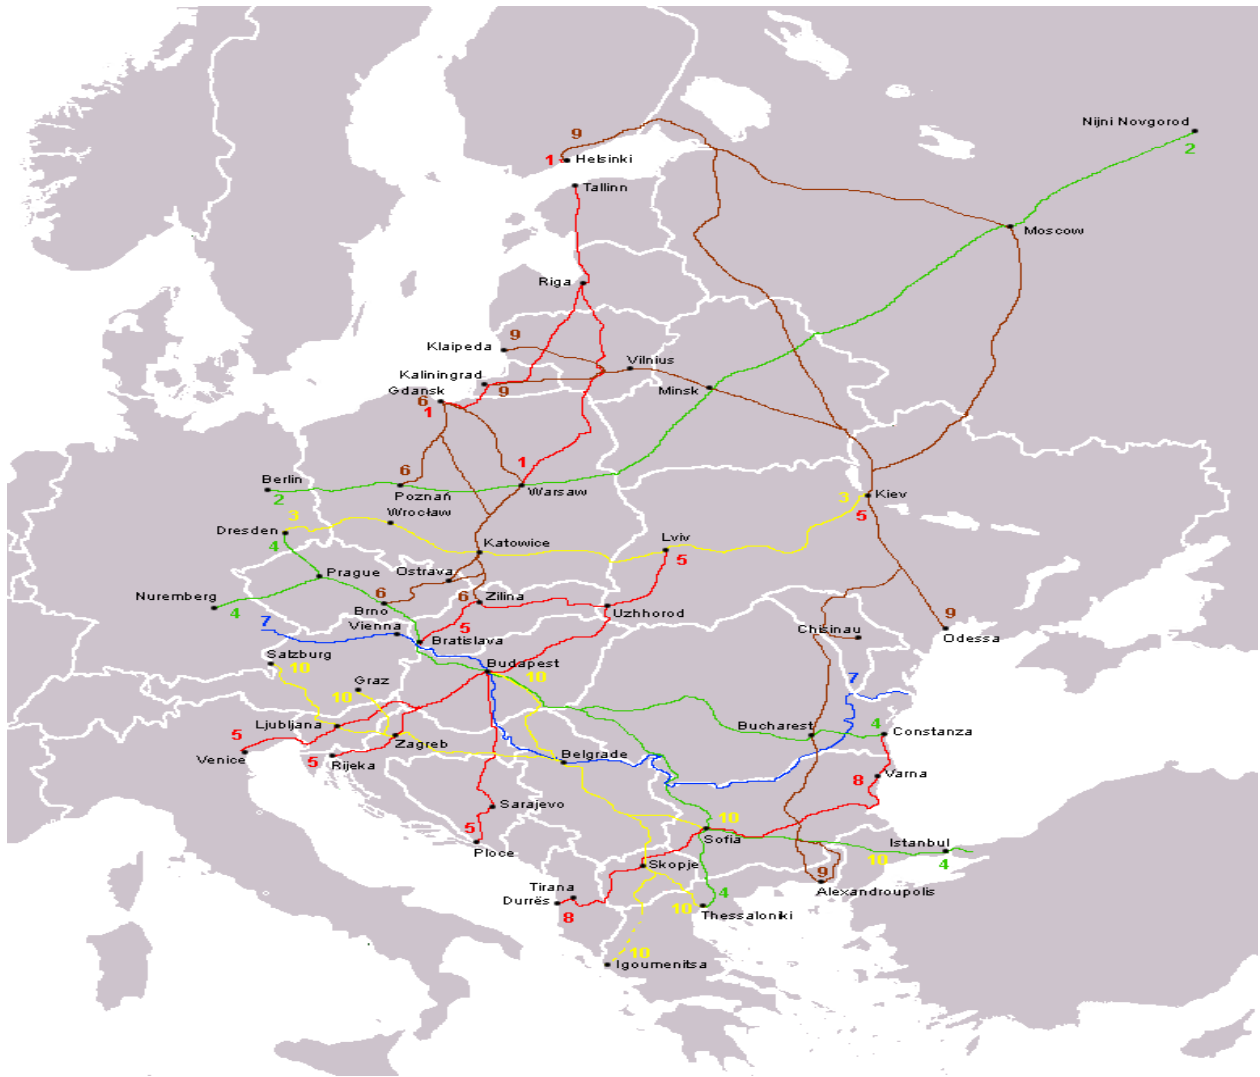 9
Nijni Novgorod
2
1 Helsinki
Tallinn
Moscow
Riga
9
Klaipeda
Vilnius
Kaliningrad
9
Minsk
Gdansk
6
1
6
1
Berlin
2
Poznań
Warsaw
3
Kiev
5
Wrocław
3
Dresden
4
Katowice
Lviv
5
Prague
Ostrava
Nuremberg
4
6
Brno
6
Zilina
Uzhhorod
7
Vienna
5
Bratislava
9
Odessa
Chisinau
Salzburg
10
Budapest
10
Graz
10
7
Ljubljana
5
Venice
Zagreb
5
Rijeka
Bucharest
4
Constanza
Belgrade
8
Varna
Sarajevo
5
Ploce
10
Sofia
Istanbul
10
4
Skopje
9
Alexandroupolis
Tirana
Durrës
8
4
10
Thessaloniki
10
Igoumenitsa